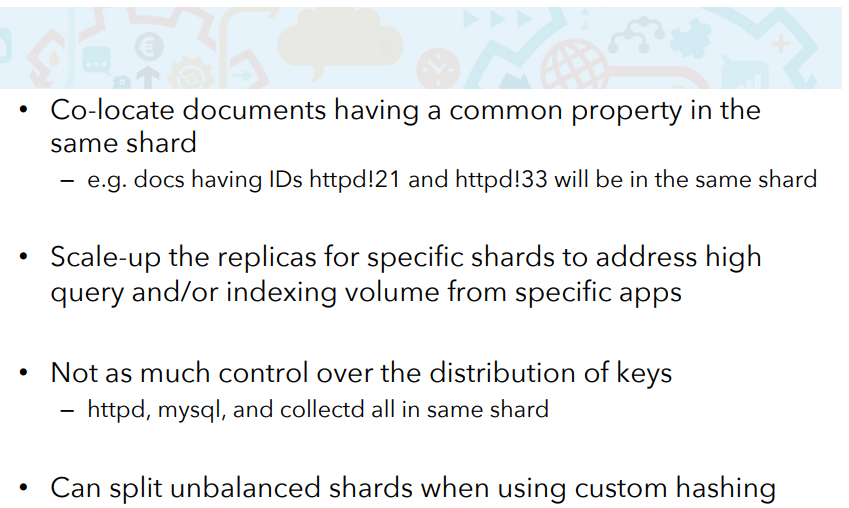 • Co-locate documents having a common property in the
same shard
– e.g. docs having IDs httpd!21 and httpd!33 will be in the same shard
• Scale-up the replicas for specific shards to address high
query and/or indexing volume from specific apps
• Not as much control over the distribution of keys
– httpd, mysql, and collectd all in same shard
• Can split unbalanced shards when using custom hashing